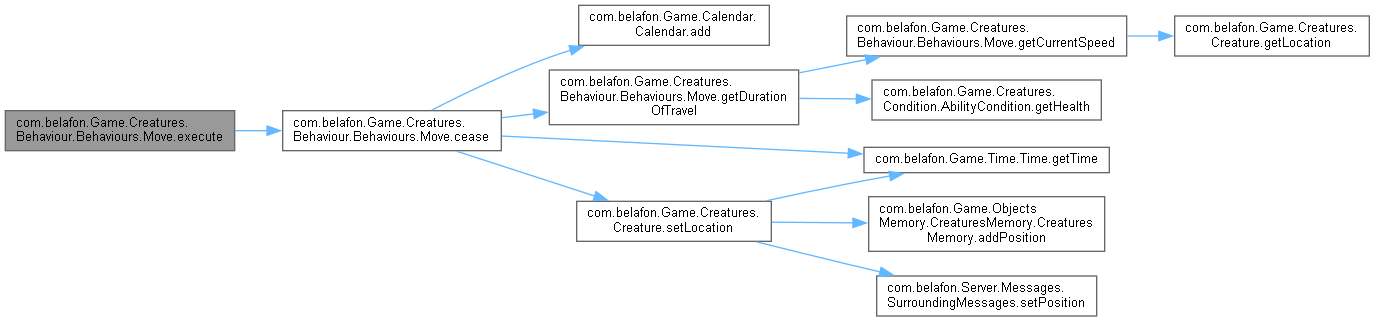 com.belafon.Game.Creatures.
Behaviour.Behaviours.Move.execute
com.belafon.Game.Creatures.
Behaviour.Behaviours.Move.cease
com.belafon.Game.Calendar.
Calendar.add
com.belafon.Game.Creatures.
Behaviour.Behaviours.Move.getDuration
OfTravel
com.belafon.Game.Creatures.
Behaviour.Behaviours.Move.getCurrentSpeed
com.belafon.Game.Creatures.
Creature.getLocation
com.belafon.Game.Creatures.
Condition.AbilityCondition.getHealth
com.belafon.Game.Time.Time.getTime
com.belafon.Game.Creatures.
Creature.setLocation
com.belafon.Game.Objects
Memory.CreaturesMemory.Creatures
Memory.addPosition
com.belafon.Server.Messages.
SurroundingMessages.setPosition